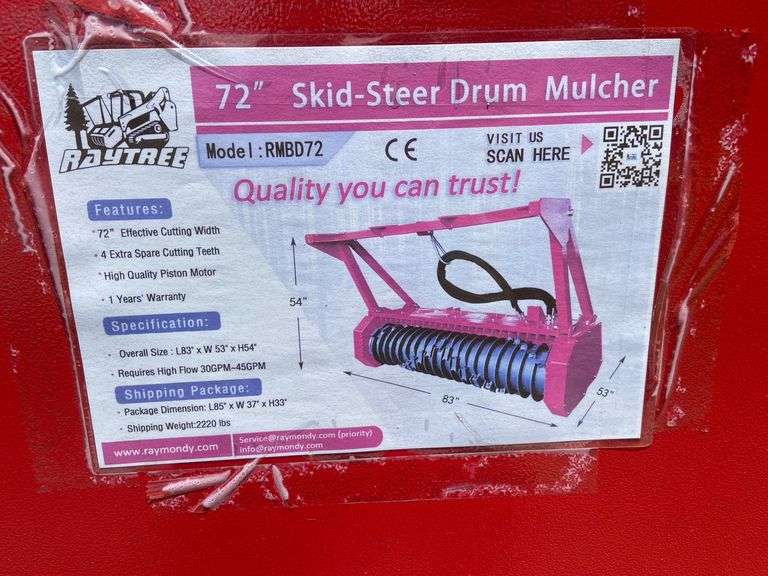 72" Skid-Steer Drum Mulcher
RAYTREE
Model:RMBD72
CE
VISIT US
SCAN HERE
Quality you can trust!
Features:
* 72" Effective Cutting Width
* 4 Extra Spare Cutting Teeth
* High Quality Piston Motor
* 1 Years' Warranty
Specification:
* Overall Size : L83" x W 53" x H54"
* Requires High Flow 30GPM~45GPM
Shipping Package:
* Package Dimension: L85" x W 37" x H33"
* Shipping Weight:2220 lbs
54"
83"
53"
www.raymondy.com
Service@raymondy.com (priority)
info@raymondy.com